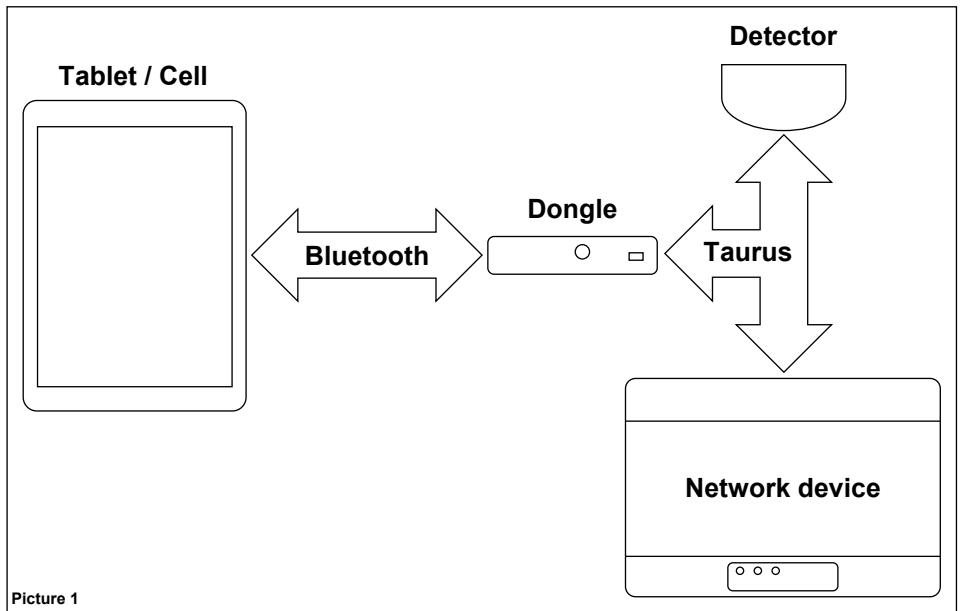 Detector
Tablet / Cell
Dongle
Bluetooth
Taurus
Network device
Picture 1